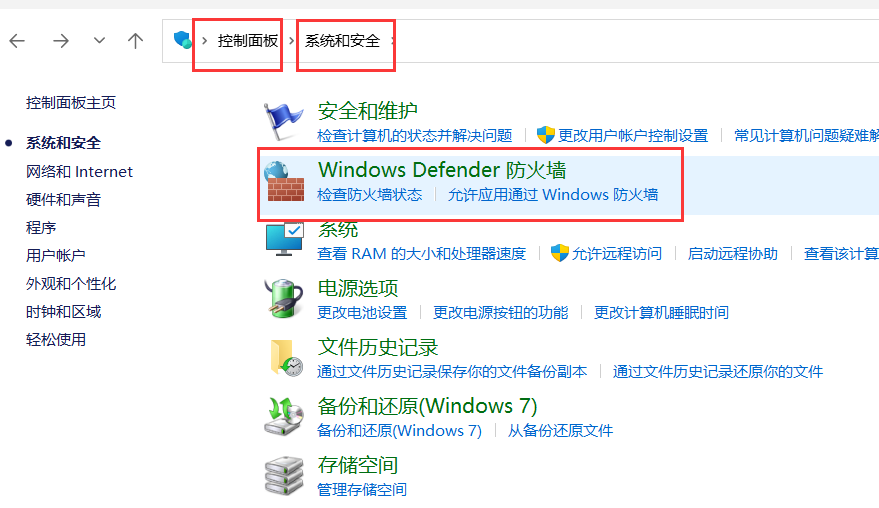 控制面板 系统和安全
控制面板主页
系统和安全
网络和 Internet
硬件和声音
程序
用户帐户
外观和个性化
时钟和区域
轻松使用
安全和维护
检查计算机的状态并解决问题 更改用户帐户控制设置 常见计算机问题疑难解
Windows Defender 防火墙
检查防火墙状态 允许应用通过 Windows 防火墙
系统
查看 RAM 的大小和处理器速度 允许远程访问 启动远程协助 查看该计算
电源选项
更改电池设置 更改电源按钮的功能 更改计算机睡眠时间
文件历史记录
通过文件历史记录保存你的文件备份副本 通过文件历史记录还原你的文件
备份和还原(Windows 7)
备份和还原(Windows 7) 从备份还原文件
存储空间
管理存储空间